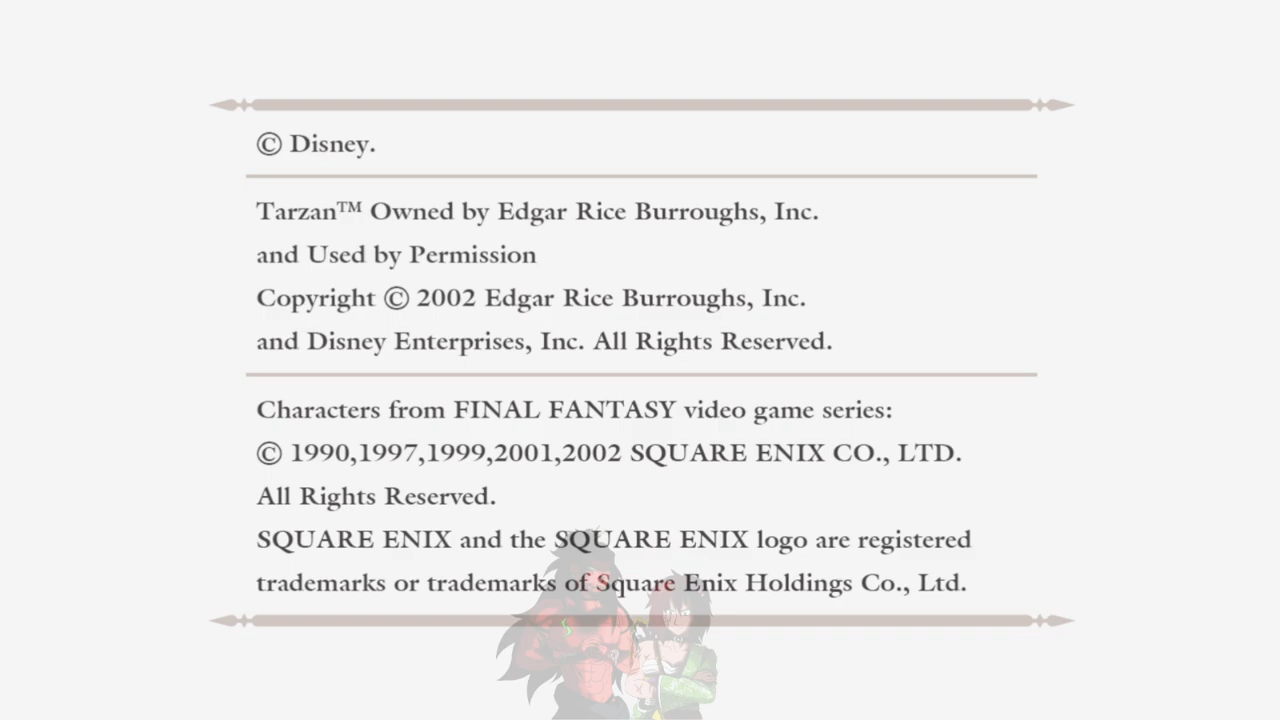 © Disney.
Tarzan™ Owned by Edgar Rice Burroughs, Inc.
and Used by Permission
Copyright © 2002 Edgar Rice Burroughs, Inc.
and Disney Enterprises, Inc. All Rights Reserved.
Characters from FINAL FANTASY video game series:
© 1990,1997,1999,2001,2002 SQUARE ENIX CO., LTD.
All Rights Reserved.
SQUARE ENIX and the SQUARE ENIX logo are registered
trademarks or trademarks of Square Enix Holdings Co., Ltd.